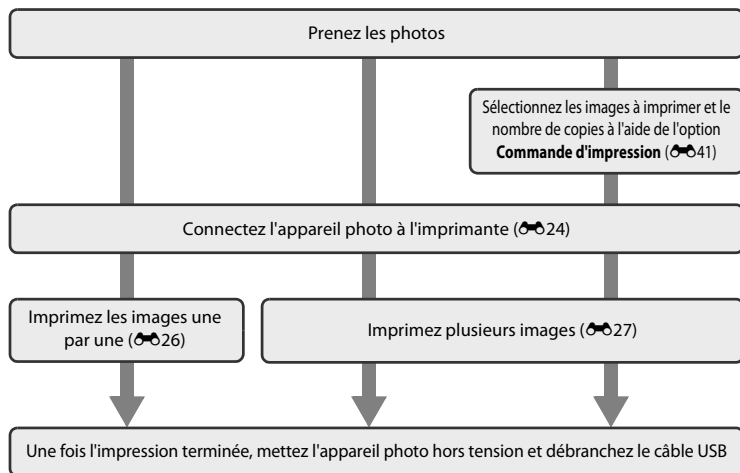 Prenez les photos
Sélectionnez les images à imprimer et le
nombre de copies à l'aide de l'option
Commande d'impression (41)
Connectez l'appareil photo à l'imprimante (24)
Imprimez les images une
par une (26)
Imprimez plusieurs images (27)
Une fois l'impression terminée, mettez l'appareil photo hors tension et débranchez le câble USB